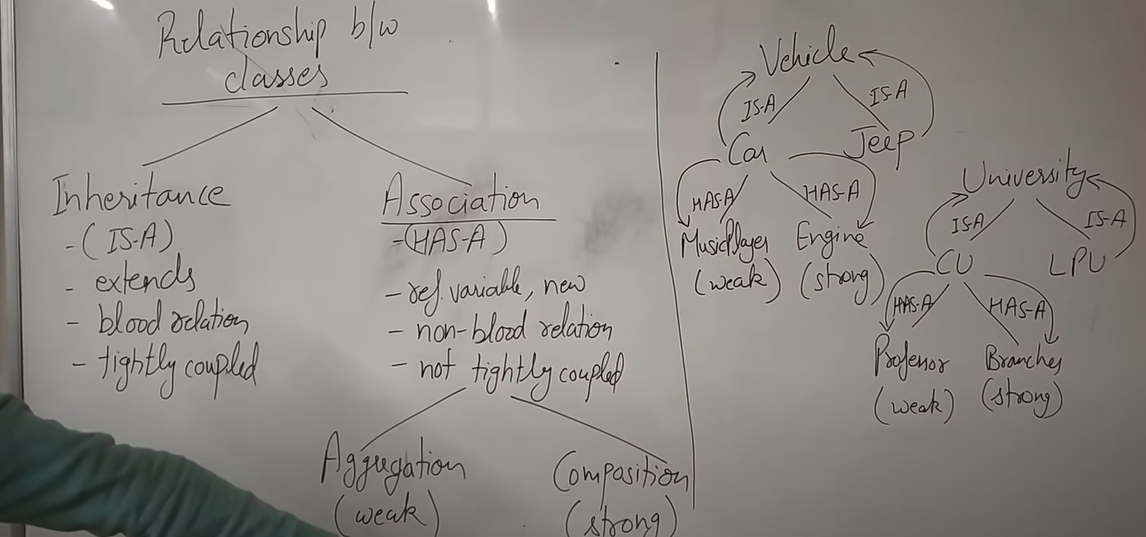 Relationship b/w
classes
Inheritance
- (IS-A)
- extends
- blood relation
- tightly coupled
Association
- (HAS-A)
- ref. variable, new
- non-blood relation
- not tightly coupled
Aggregation
(weak)
Composition
(strong)
Vehicle
IS-A
IS-A
Car
Jeep
HAS-A
HAS-A
MusicPlayer
(weak)
Engine
(strong)
University
IS-A
IS-A
CU
LPU
HAS-A
HAS-A
Professor
(weak)
Branches
(strong)